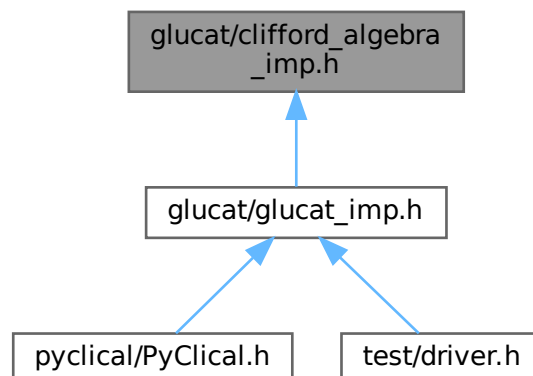 glucat/clifford_algebra
_imp.h
glucat/glucat_imp.h
pyclical/PyClical.h
test/driver.h